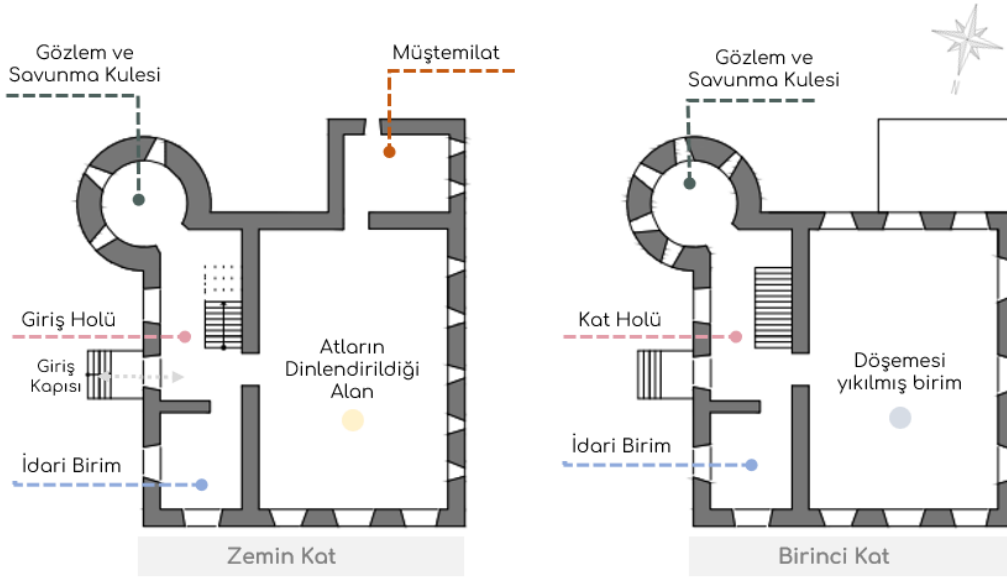 Gözlem ve
Savunma Kulesi
Müştemilat
Giriş Holü
Giriş
Kapısı
Atların
Dinlendirildiği
Alan
İdari Birim
Zemin Kat
Gözlem ve
Savunma Kulesi
N
Kat Holü
Döşemesi
yıkılmış birim
İdari Birim
Birinci Kat